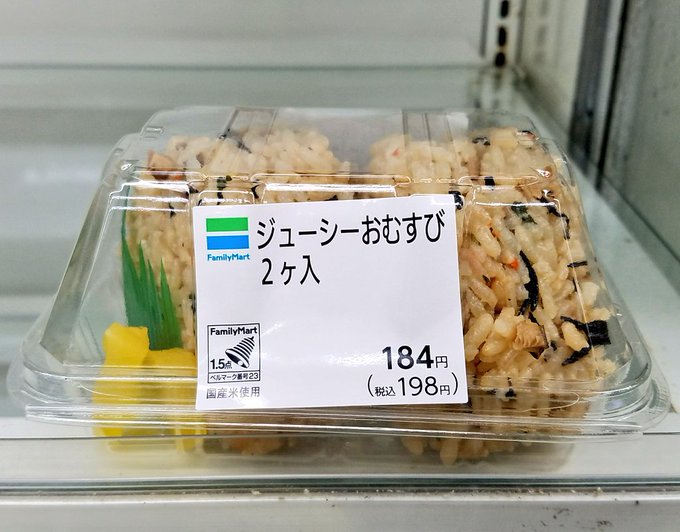 FamilyMart
ジューシーおむすび
2ヶ入
FamilyMart
1.5点
ベルマーク番号23
国産米使用
184円
(税込198円)